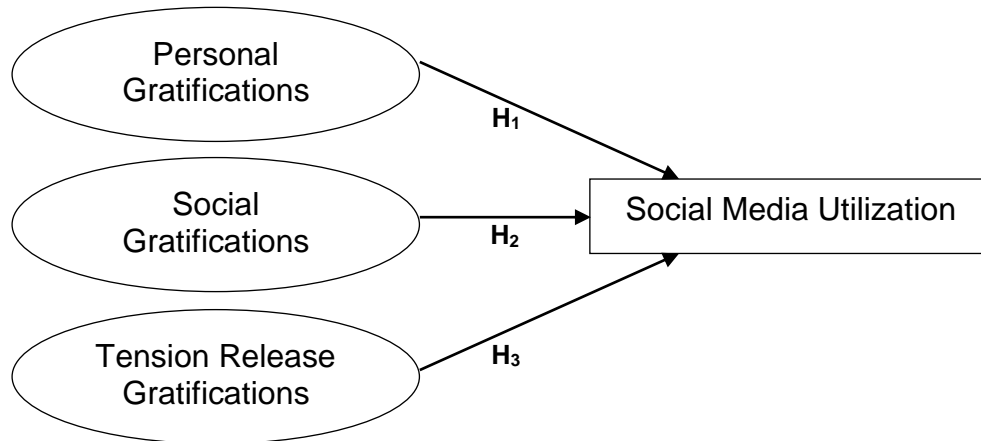 Personal
Gratifications
H₁
Social
Gratifications
H₂
Social Media Utilization
Tension Release
Gratifications
H₃